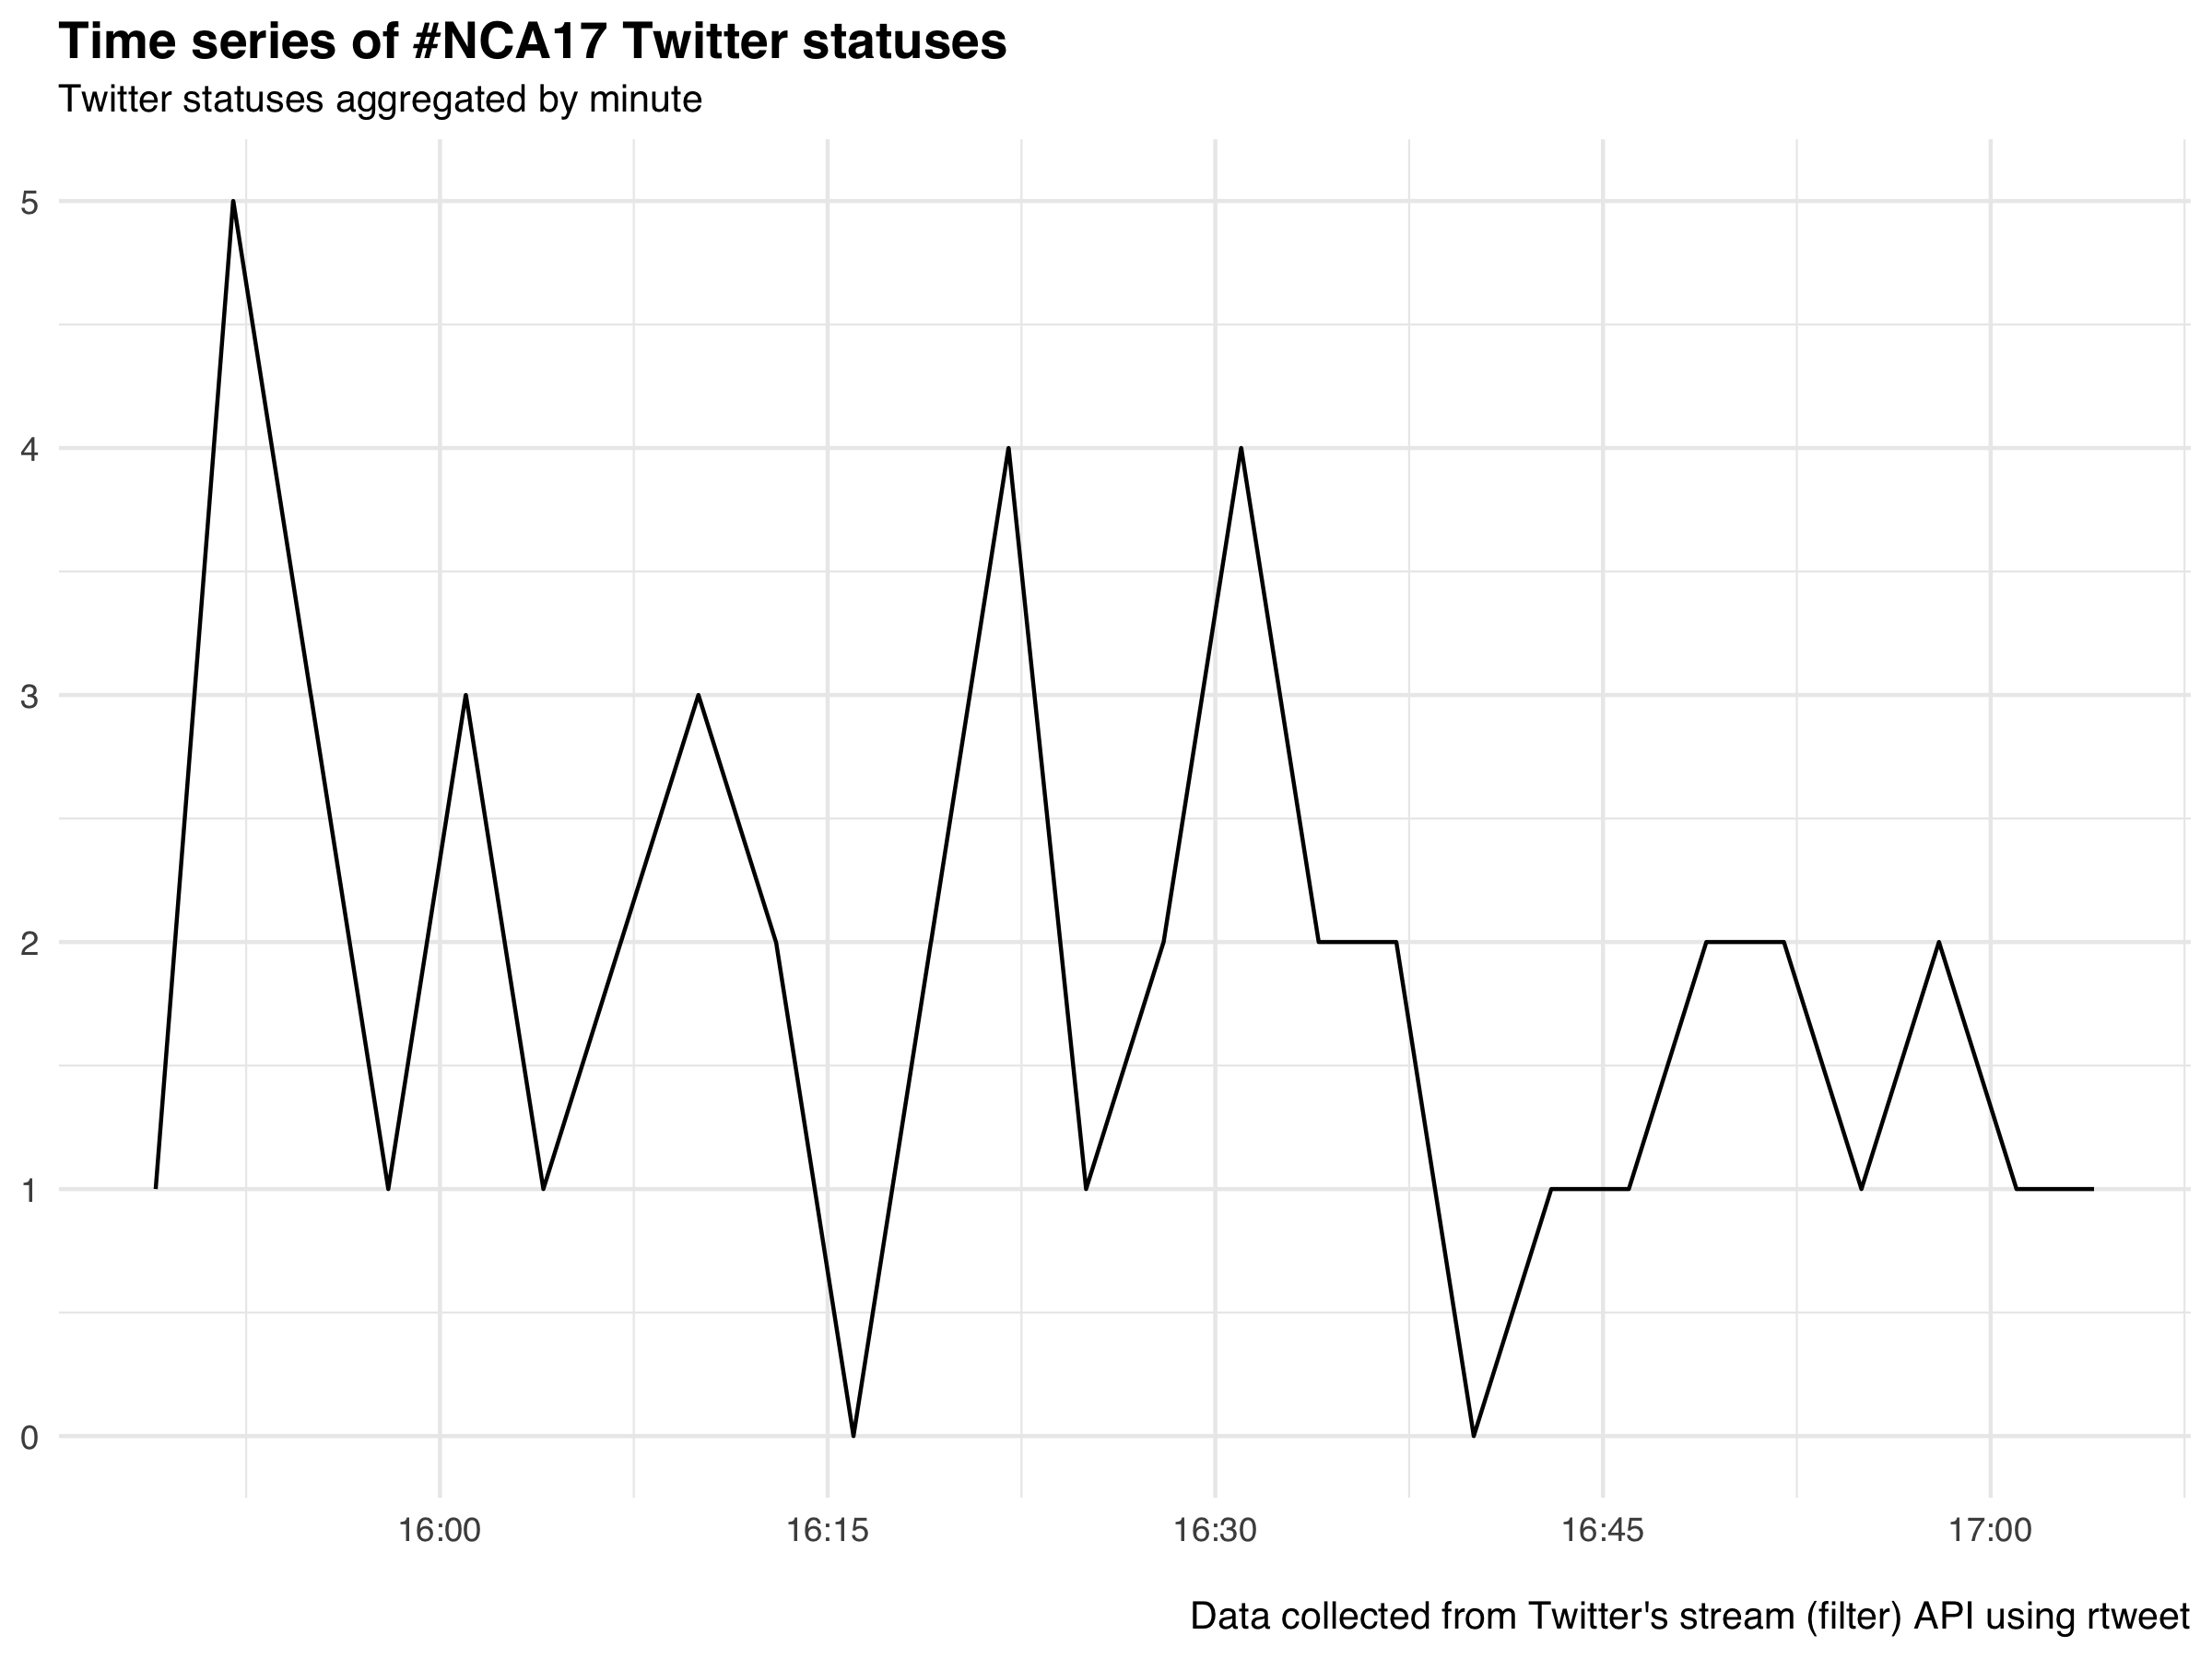 Time series of #NCA17 Twitter statuses
Twitter statuses aggregated by minute
5
4
3
2
1
0
16:00 16:15 16:30 16:45 17:00
Data collected from Twitter's stream (filter) API using rtweet